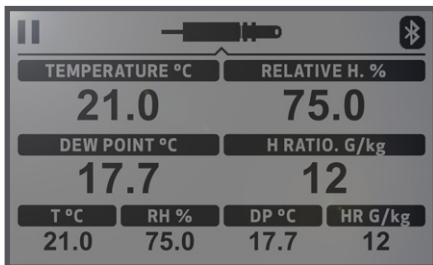 TEMPERATURE ºC RELATIVE H. %
21.0 75.0
DEW POINT ºC H RATIO. G/kg
17.7 12
T ºC RH % DP ºC HR G/kg
21.0 75.0 17.7 12